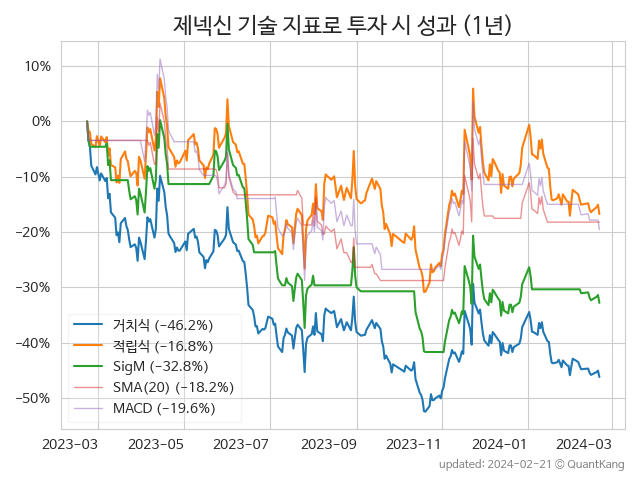 제넥신 기술 지표로 투자 시 성과 (1년)
10%
0%
−10%
−20%
−30%
−40%
−50%
거치식 (−46.2%)
적립식 (−16.8%)
SigM (−32.8%)
SMA(20) (−18.2%)
MACD (−19.6%)
2023-03 2023-05 2023-07 2023-09 2023-11 2024-01 2024-03
updated: 2024-02-21 © QuantKang